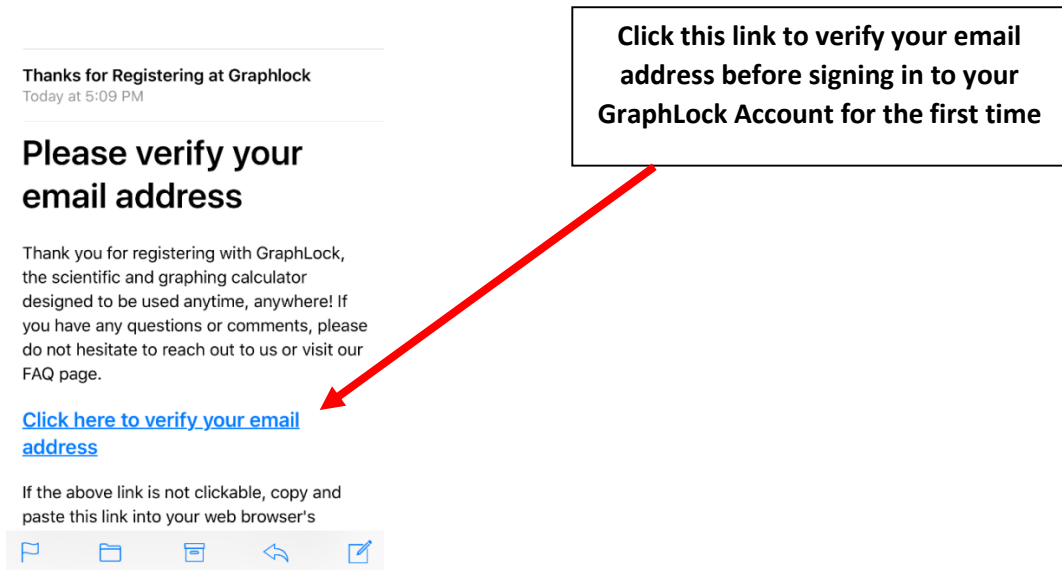 Thanks for Registering at Graphlock
Today at 5:09 PM
Please verify your
email address
Thank you for registering with GraphLock,
the scientific and graphing calculator
designed to be used anytime, anywhere! If
you have any questions or comments, please
do not hesitate to reach out to us or visit our
FAQ page.
Click here to verify your email
address
If the above link is not clickable, copy and
paste this link into your web browser's
Click this link to verify your email
address before signing in to your
GraphLock Account for the first time